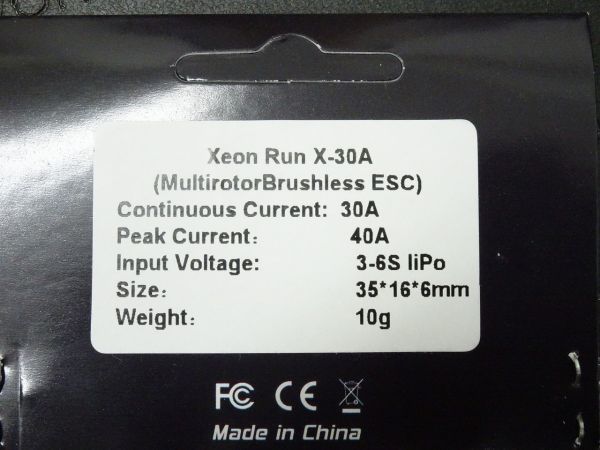 Xeon Run X-30A
(MultirotorBrushless ESC)
Continuous Current: 30A
Peak Current： 40A
Input Voltage: 3-6S liPo
Size： 35*16*6mm
Weight： 10g
FC CE
Made in China